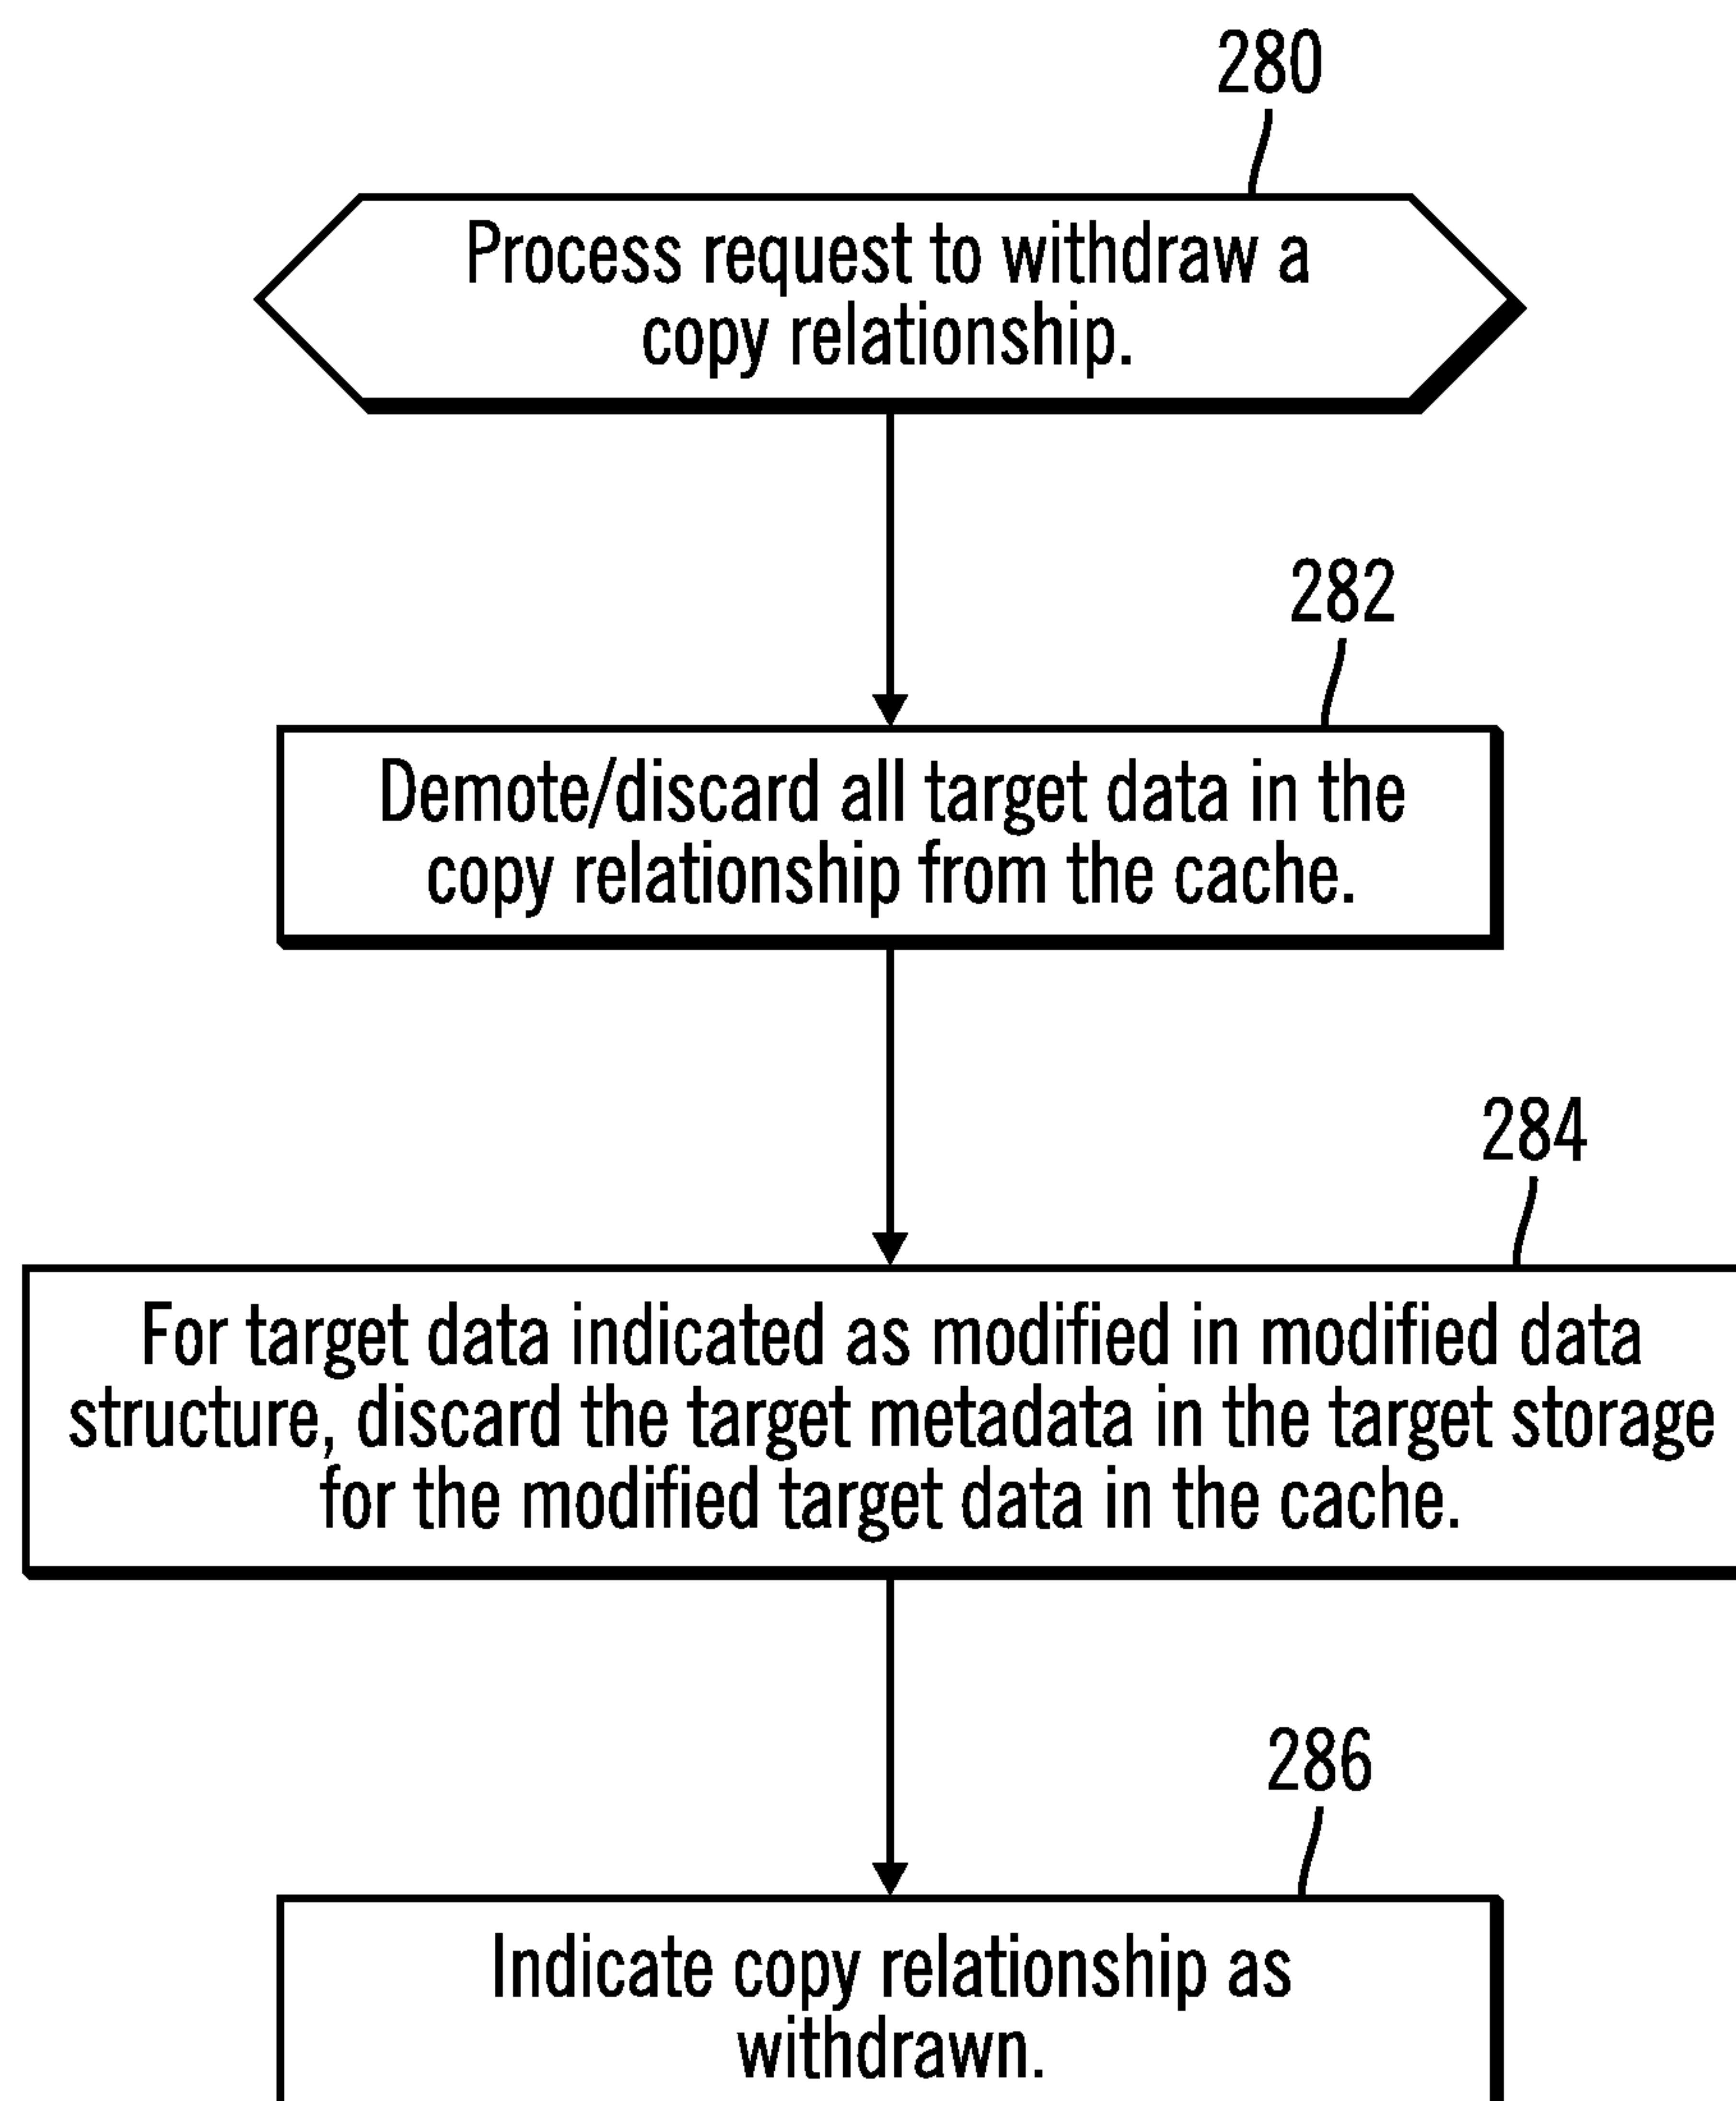 280
Process request to withdraw a
copy relationship.
282
Demote/discard all target data in the
copy relationship from the cache.
284
For target data indicated as modified in modified data
structure, discard the target metadata in the target storage
for the modified target data in the cache.
286
Indicate copy relationship as
withdrawn.